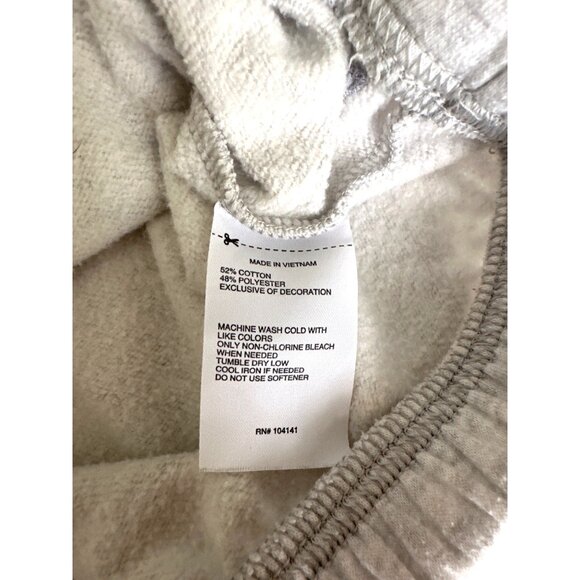 MADE IN VIETNAM
52% COTTON
48% POLYESTER
EXCLUSIVE OF DECORATION
MACHINE WASH COLD WITH
LIKE COLORS
ONLY NON-CHLORINE BLEACH
WHEN NEEDED
TUMBLE DRY LOW
COOL IRON IF NEEDED
DO NOT USE SOFTENER
RN# 104141